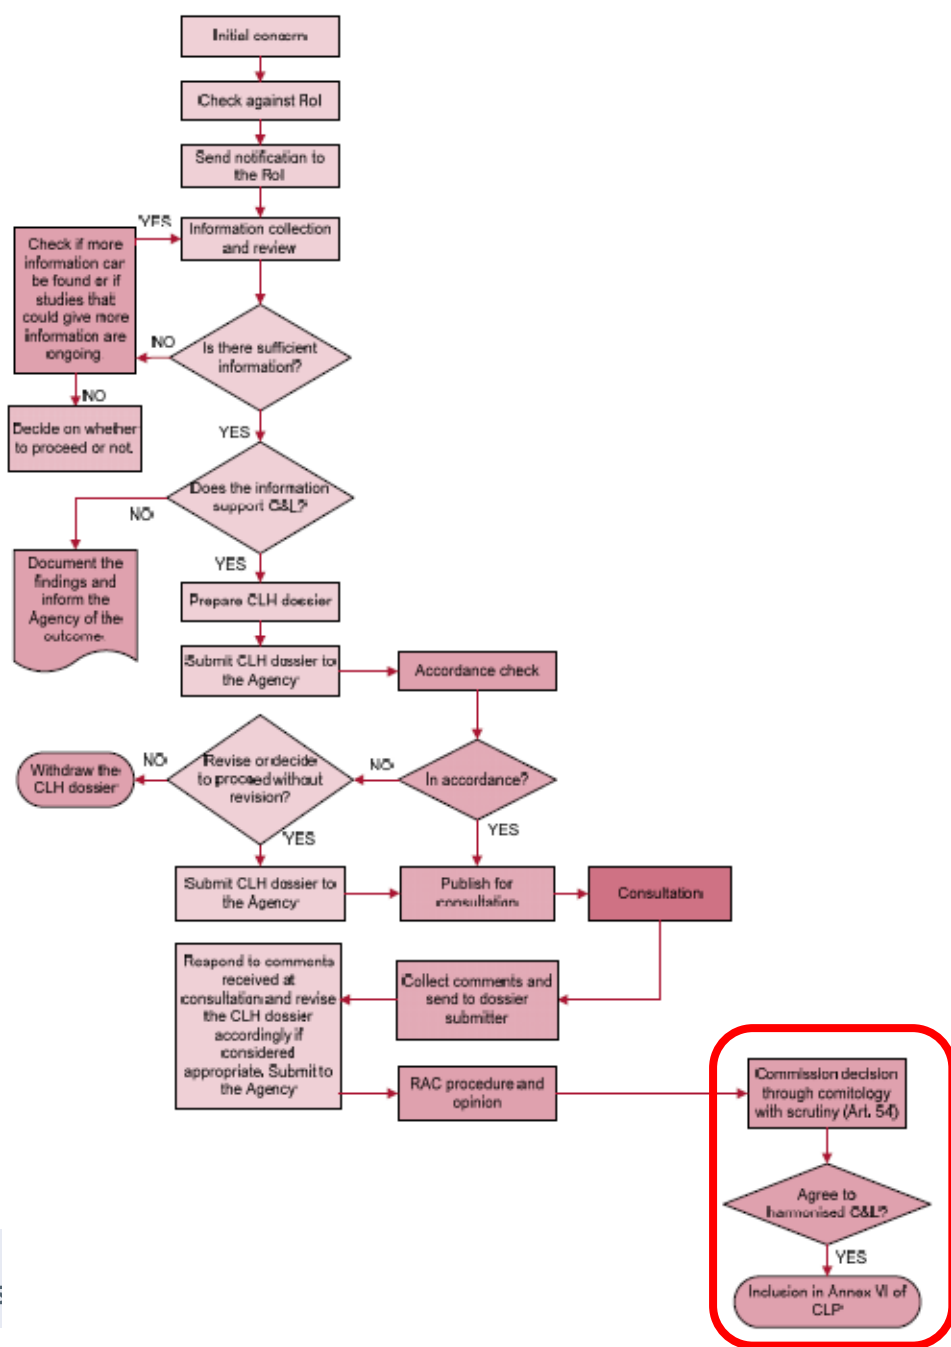 Initial concern
Check against RoI
Send notification to
the RoI
YES
Information collection
and review
Check if more
information can
be found or if
studies that
could give more
information are
ongoing
NO
Is there sufficient
information?
NO
Decide on whether
to proceed or not.
YES
Does the information
support C&L?
NO
YES
Document the
findings and
inform the
Agency of the
outcome
Prepare CLH dossier
Submit CLH dossier to
the Agency
Accordance check
Withdraw the
CLH dossier
NO
Revise or decide
to proceed without
revision?
NO
In accordance?
YES
YES
Submit CLH dossier to
the Agency
Publish for
consultation
Consultation
Respond to comments
received at
consultation and revise
the CLH dossier
accordingly if
considered
appropriate. Submit to
the Agency
Collect comments and
send to dossier
submitter
RAC procedure and
opinion
Commission decision
through comitology
with scrutiny (Art. 54)
Agree to
harmonised C&L?
YES
Inclusion in Annex VI of
CLP